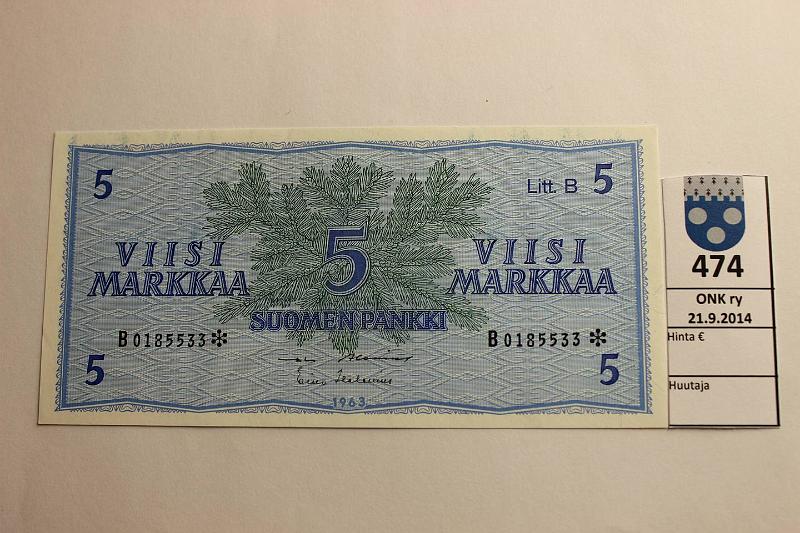 5
Litt. B 5
VIISI
MARKKAA
5
VIISI
MARKKAA
SUOMEN PANKKI
B0185533*
B0185533*
5
5
1963
474
ONK ry
21.9.2014
Hinta €
Huutaja